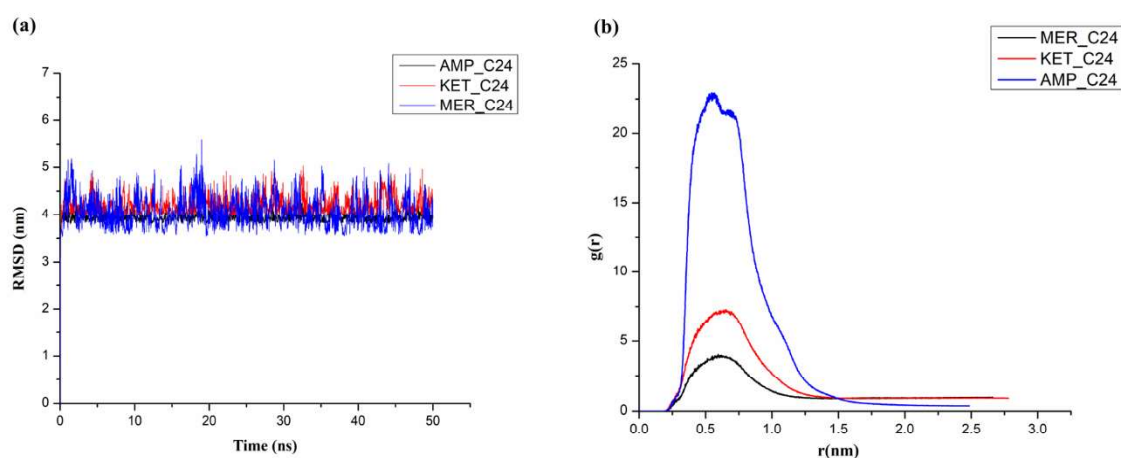 (a)
AMP_C24
KET_C24
MER_C24
RMSD (nm)
7
6
5
4
3
2
1
0
0 10 20 30 40 50
Time (ns)
(b)
MER_C24
KET_C24
AMP_C24
g(r)
25
20
15
10
5
0
0.0 0.5 1.0 1.5 2.0 2.5 3.0
r(nm)